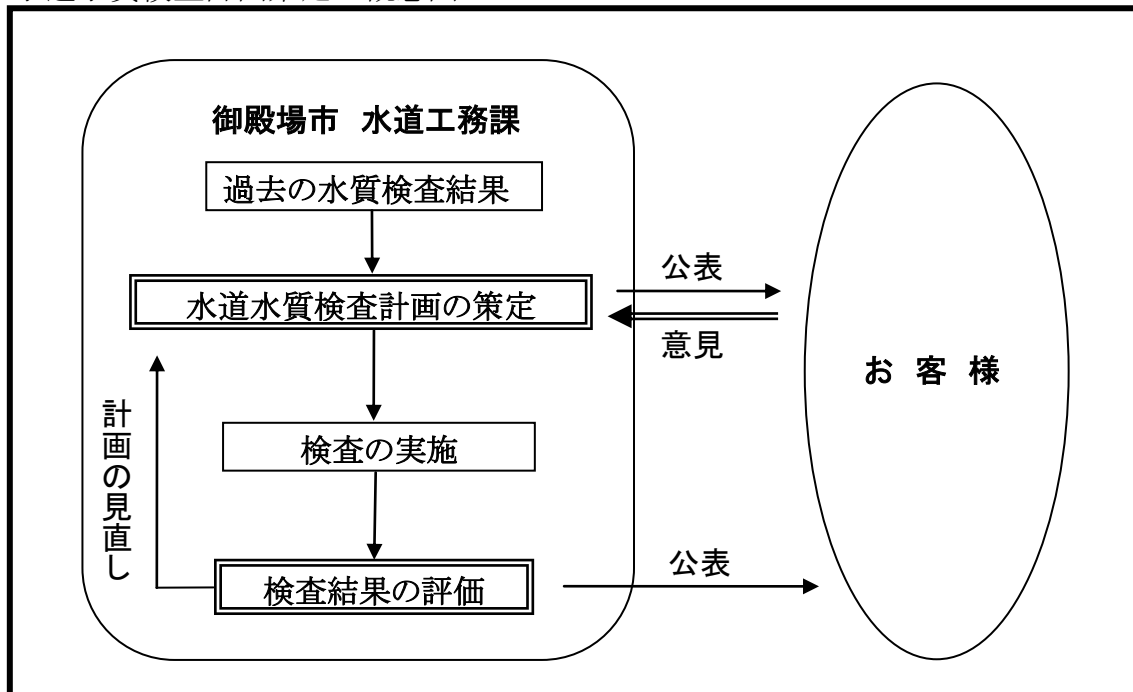 御殿場市 水道工務課
過去の水質検査結果
水道水質検査計画の策定
公表
意見
お 客 様
検査の実施
計画の見直し
検査結果の評価
公表